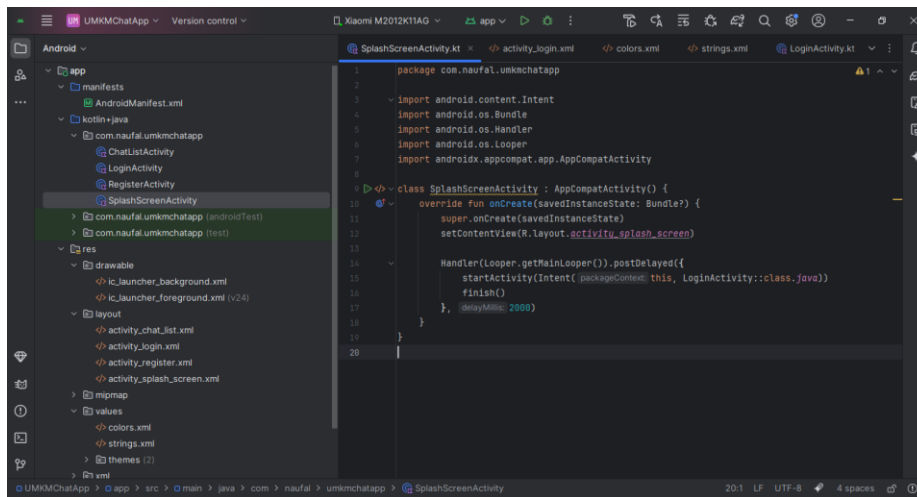 UM UMKMChatApp Version control
Xiaomi M2012K11AG
app
Android
SplashScreenActivity.kt
activity_login.xml
colors.xml
strings.xml
LoginActivity.kt
app
manifests
AndroidManifest.xml
kotlin+java
com.naufal.umkmchatapp
ChatListActivity
LoginActivity
RegisterActivity
SplashScreenActivity
com.naufal.umkmchatapp (androidTest)
com.naufal.umkmchatapp (test)
res
drawable
ic_launcher_background.xml
ic_launcher_foreground.xml (v24)
layout
activity_chat_list.xml
activity_login.xml
activity_register.xml
activity_splash_screen.xml
mipmap
values
colors.xml
strings.xml
themes (2)
xml
1 package com.naufal.umkmchatapp
1
2
3 import android.content.Intent
4 import android.os.Bundle
5 import android.os.Handler
6 import android.os.Looper
7 import androidx.appcompat.app.AppCompatActivity
8
9 class SplashScreenActivity : AppCompatActivity() {
10 override fun onCreate(savedInstanceState: Bundle?) {
11 super.onCreate(savedInstanceState)
12 setContentView(R.layout.activity_splash_screen)
13
14 Handler(Looper.getMainLooper()).postDelayed({
15 startActivity(Intent( packageContext: this, LoginActivity::class.java))
16 finish()
17 }, delayMillis: 2000)
18 }
19 }
20
UMKMChatApp > app > src > main > java > com > naufal > umkmchatapp > SplashScreenActivity
20:1 LF UTF-8 4 spaces